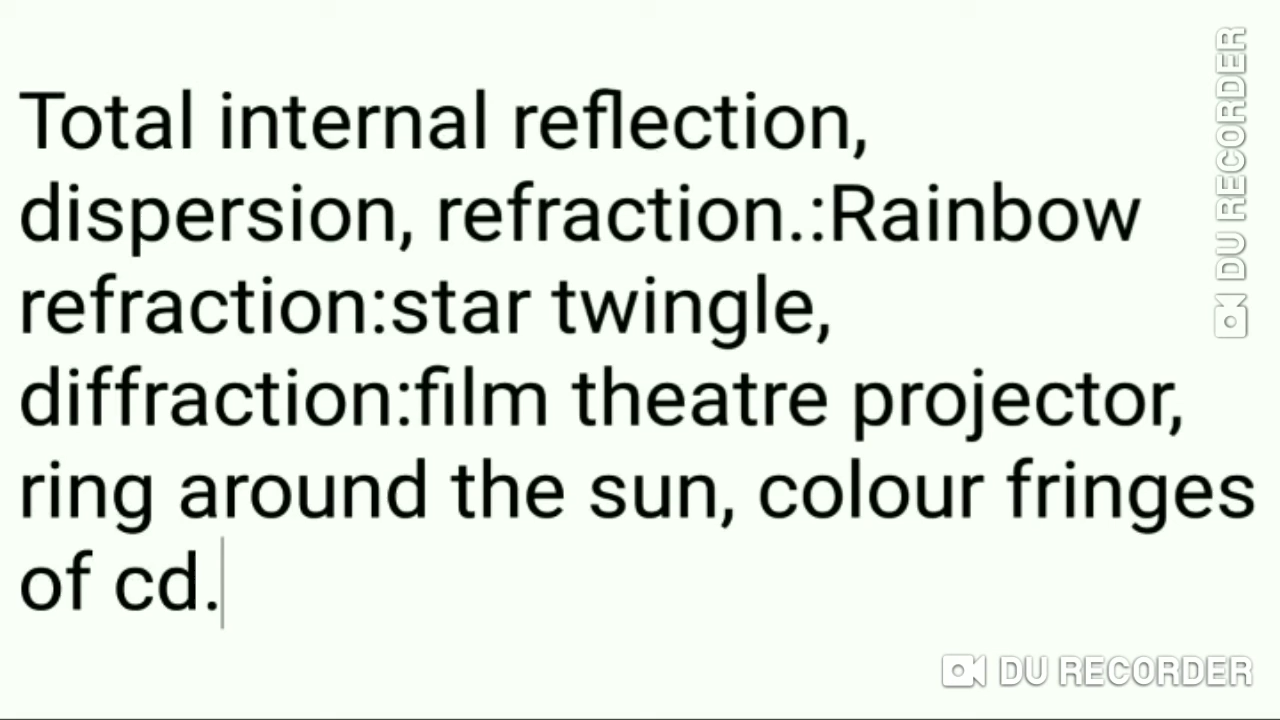 Total internal reflection,
dispersion, refraction.:Rainbow
refraction:star twingle,
diffraction:film theatre projector,
ring around the sun, colour fringes
of cd.
DU RECORDER
DU RECORDER